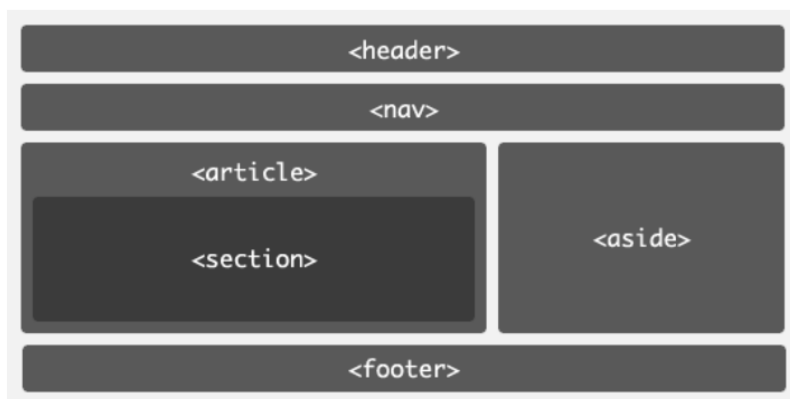 <header>
<nav>
<article>
<section>
<aside>
<footer>